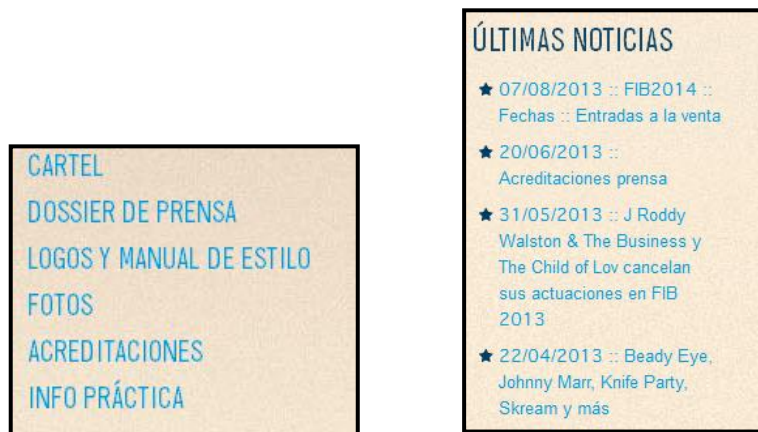 CARTEL
DOSSIER DE PRENSA
LOGOS Y MANUAL DE ESTILO
FOTOS
ACREDITACIONES
INFO PRÁCTICA
ÚLTIMAS NOTICIAS
★ 07/08/2013 :: FIB2014 ::
Fechas :: Entradas a la venta
★ 20/06/2013 ::
Acreditaciones prensa
★ 31/05/2013 :: J Roddy
Walston & The Business y
The Child of Lov cancelan
sus actuaciones en FIB
2013
★ 22/04/2013 :: Beady Eye,
Johnny Marr, Knife Party,
Skream y más